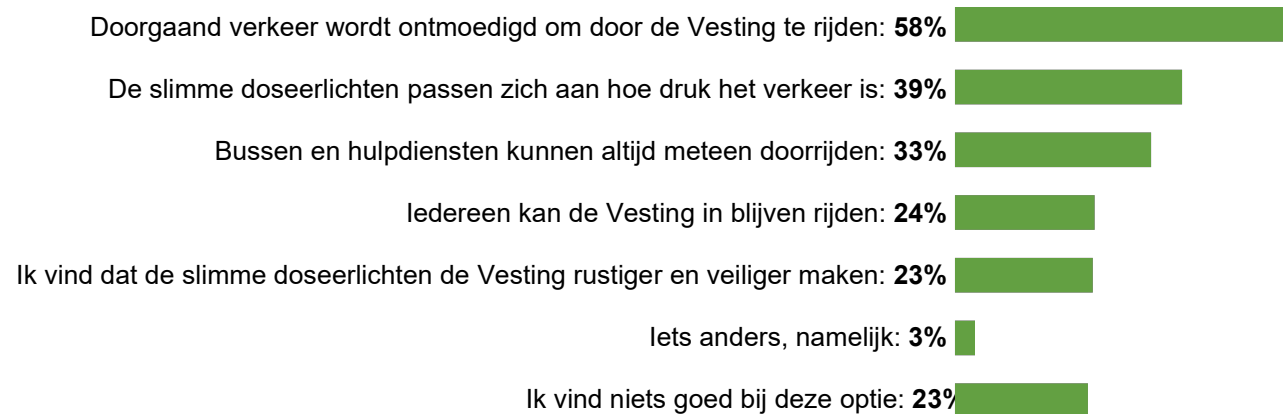 Doorgaand verkeer wordt ontmoedigd om door de Vesting te rijden: 58%
De slimme doseerlichten passen zich aan hoe druk het verkeer is: 39%
Bussen en hulpdiensten kunnen altijd meteen doorrijden: 33%
Iedereen kan de Vesting in blijven rijden: 24%
Ik vind dat de slimme doseerlichten de Vesting rustiger en veiliger maken: 23%
Iets anders, namelijk: 3%
Ik vind niets goed bij deze optie: 23%